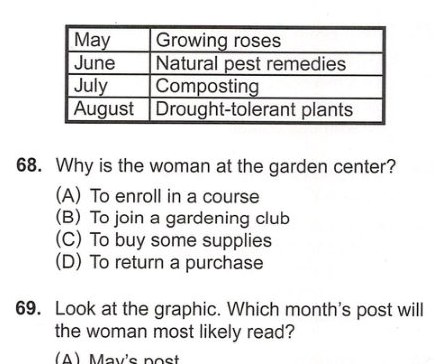 May Growing roses
June Natural pest remedies
July Composting
August Drought-tolerant plants
68. Why is the woman at the garden center?
(A) To enroll in a course
(B) To join a gardening club
(C) To buy some supplies
(D) To return a purchase
69. Look at the graphic. Which month's post will
the woman most likely read?
(A) May's post